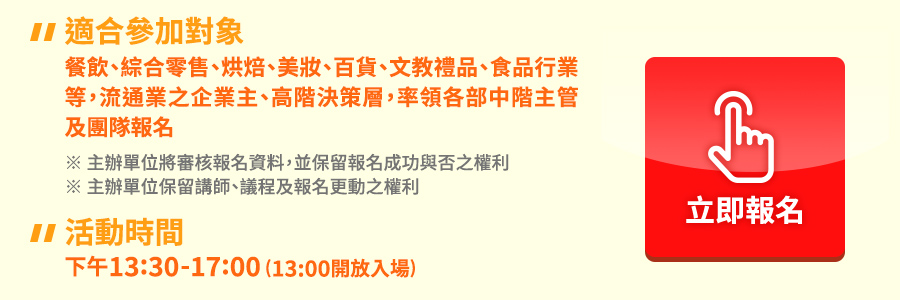 適合參加對象
餐飲、綜合零售、烘焙、美妝、百貨、文教禮品、食品行業
等，流通業之企業主、高階決策層，率領各部中階主管
及團隊報名
※ 主辦單位將審核報名資料，並保留報名成功與否之權利
※ 主辦單位保留講師、議程及報名更動之權利
活動時間
下午13:30-17:00 (13:00開放入場)
立即報名